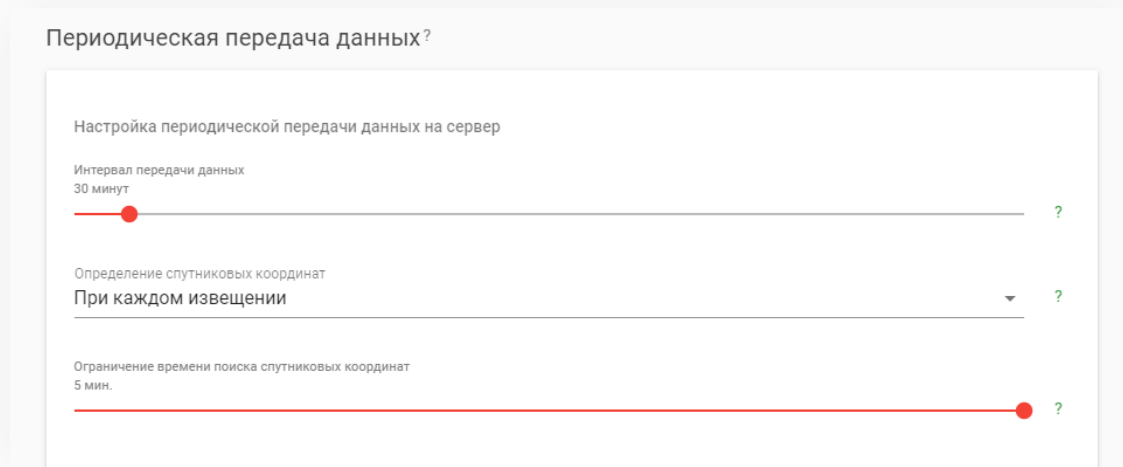 Периодическая передача данных?
Настройка периодической передачи данных на сервер
Интервал передачи данных
30 минут
?
Определение спутниковых координат
При каждом извещении
?
Ограничение времени поиска спутниковых координат
5 мин.
?